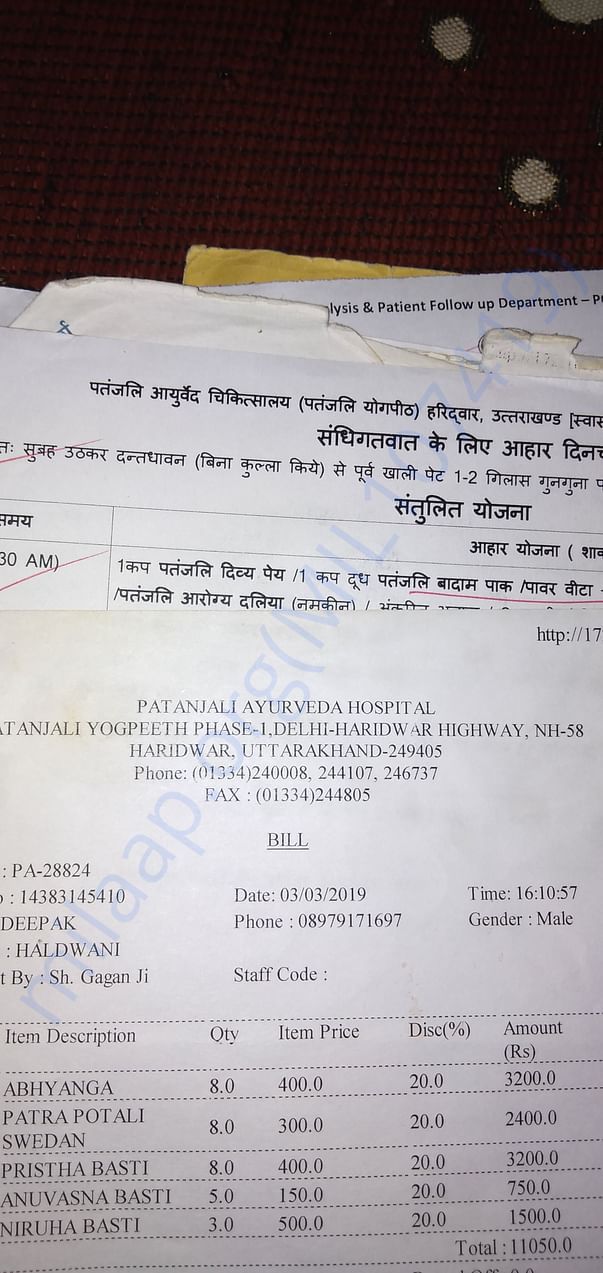 lysis & Patient Follow up Department – P
पतंजलि आयुर्वेद चिकित्सालय (पतंजलि योगपीठ) हरिद्वार, उत्तराखण्ड [स्वास
संधिगतवात के लिए आहार दिनच
तः सुबह उठकर दन्तधावन (बिना कुल्ला किये) से पूर्व खाली पेट 1-2 गिलास गुनगुना प
संतुलित योजना
समय
आहार योजना ( शाक
30 AM)
1कप पतंजलि दिव्य पेय /1 कप दूध पतंजलि बादाम पाक /पावर वीटा
/पतंजलि आरोग्य दलिया (नमकीन) /
http://17
PATANJALI AYURVEDA HOSPITAL
ATANJALI YOGPEETH PHASE-1,DELHI-HARIDWAR HIGHWAY, NH-58
HARIDWAR, UTTARAKHAND-249405
Phone: (01334)240008, 244107, 246737
FAX : (01334)244805
BILL
: PA-28824
: 14383145410 Date: 03/03/2019 Time: 16:10:57
DEEPAK Phone : 08979171697 Gender : Male
: HALDWANI
t By : Sh. Gagan Ji Staff Code :
Item Description Qty Item Price Disc(%) Amount (Rs)
ABHYANGA 8.0 400.0 20.0 3200.0
PATRA POTALI SWEDAN 8.0 300.0 20.0 2400.0
PRISTHA BASTI 8.0 400.0 20.0 3200.0
ANUVASNA BASTI 5.0 150.0 20.0 750.0
NIRUHA BASTI 3.0 500.0 20.0 1500.0
Total :11050.0
milaap.org(MIL107419)